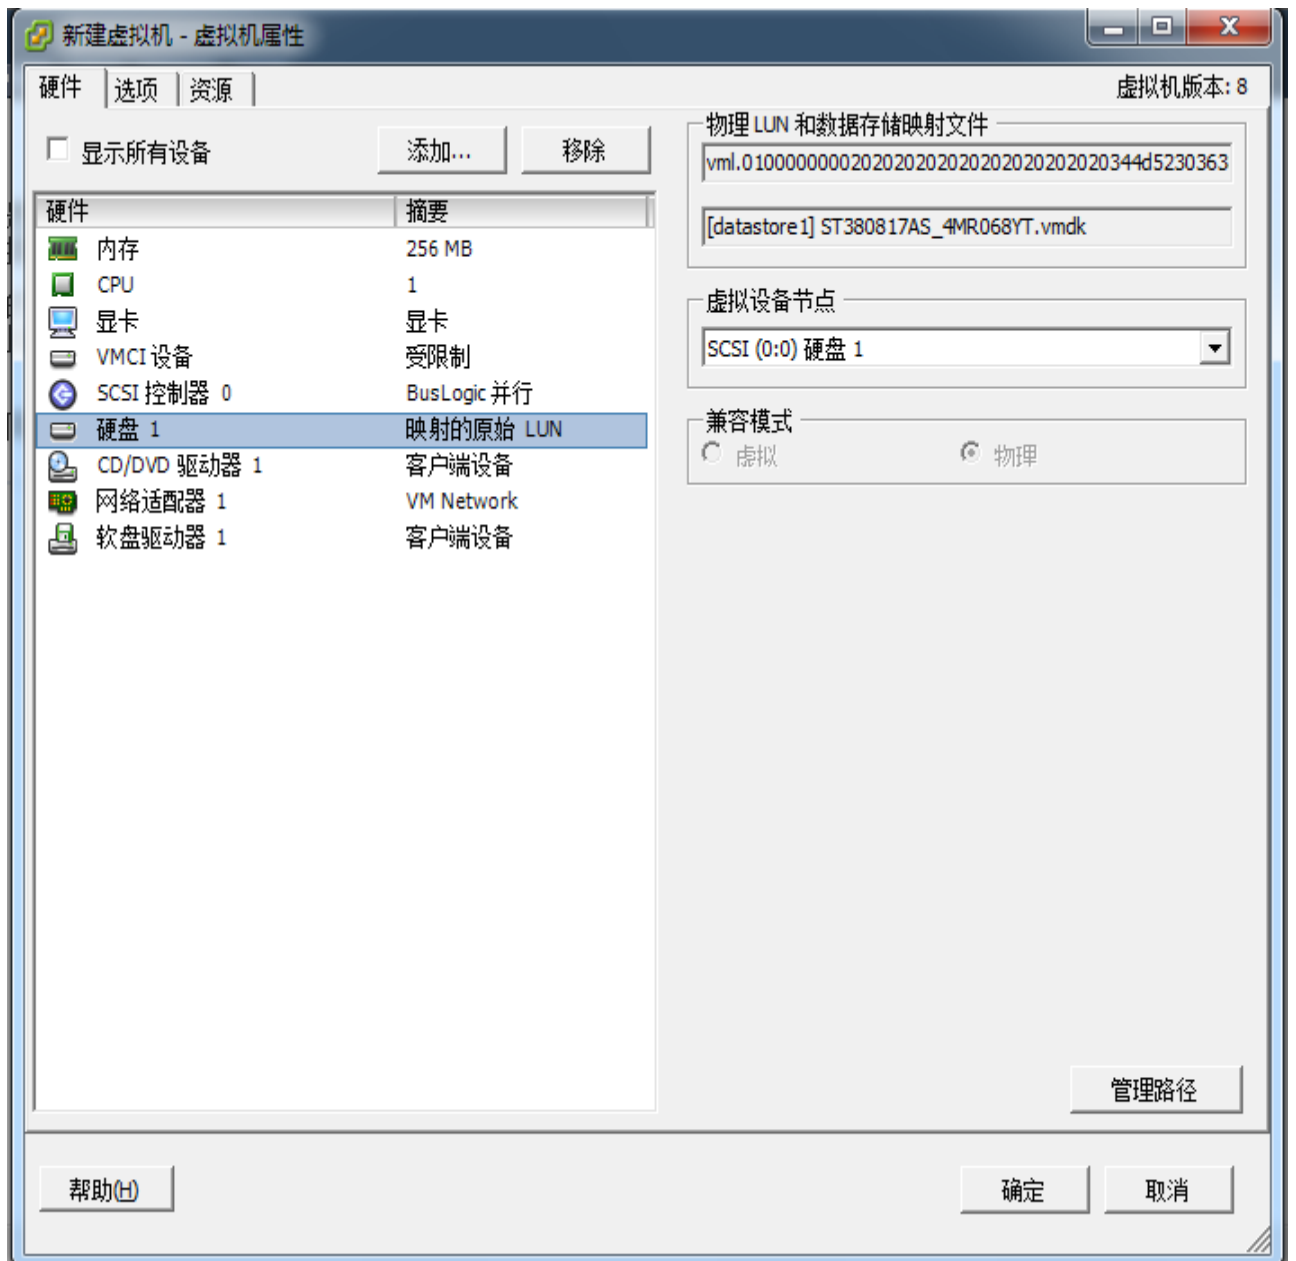 新建虚拟机 - 虚拟机属性
硬件 选项 资源 虚拟机版本: 8
显示所有设备 添加... 移除
硬件 摘要
内存 256 MB
CPU 1
显卡 显卡
VMCI 设备 受限制
SCSI 控制器 0 BusLogic 并行
硬盘 1 映射的原始 LUN
CD/DVD 驱动器 1 客户端设备
网络适配器 1 VM Network
软盘驱动器 1 客户端设备
物理 LUN 和数据存储映射文件
vml.01000000002020202020202020202020344d5230363
[datastore1] ST380817AS_4MR068YT.vmdk
虚拟设备节点
SCSI (0:0) 硬盘 1
兼容模式
虚拟 物理
管理路径
帮助(H) 确定 取消